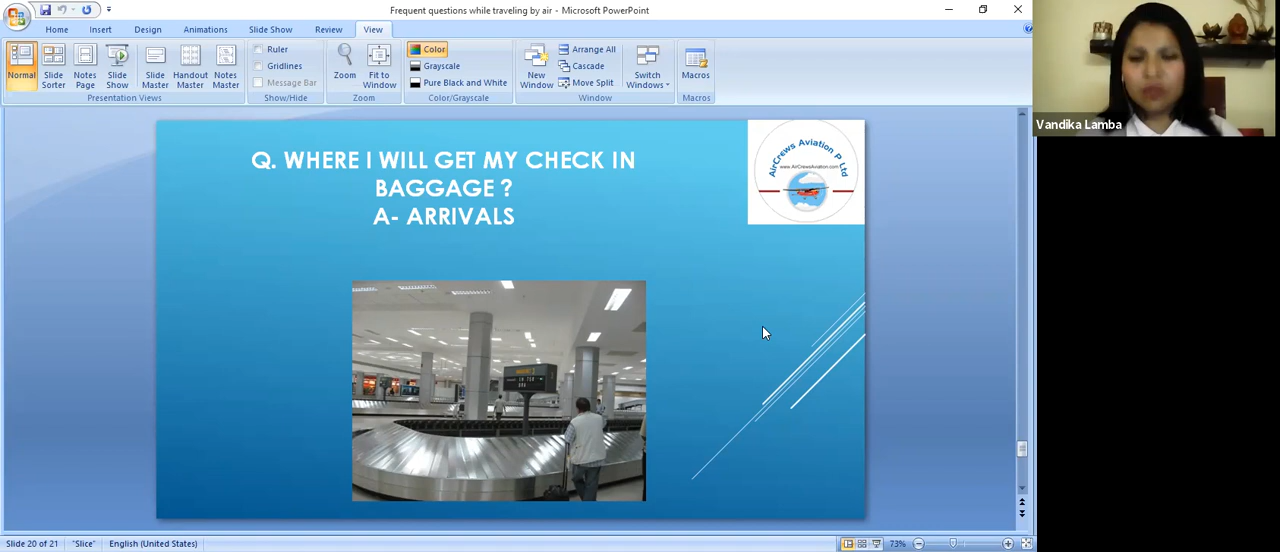 Frequent questions while traveling by air - Microsoft PowerPoint
Home Insert Design Animations Slide Show Review View
Normal
Slide Sorter
Notes Page
Slide Show
Slide Master
Handout Master
Notes Master
Presentation Views
Ruler
Gridlines
Message Bar
Show/Hide
Zoom
Fit to Window
Zoom
Color
Grayscale
Pure Black and White
Color/Grayscale
New Window
Arrange All
Cascade
Move Split
Switch Windows
Window
Macros
Macros
Vandika Lamba
Q. WHERE I WILL GET MY CHECK IN
BAGGAGE ?
A- ARRIVALS
AirCrews Aviation P Ltd
www.AirCrewsAviation.com
Slide 20 of 21 "Slice" English (United States) 73%